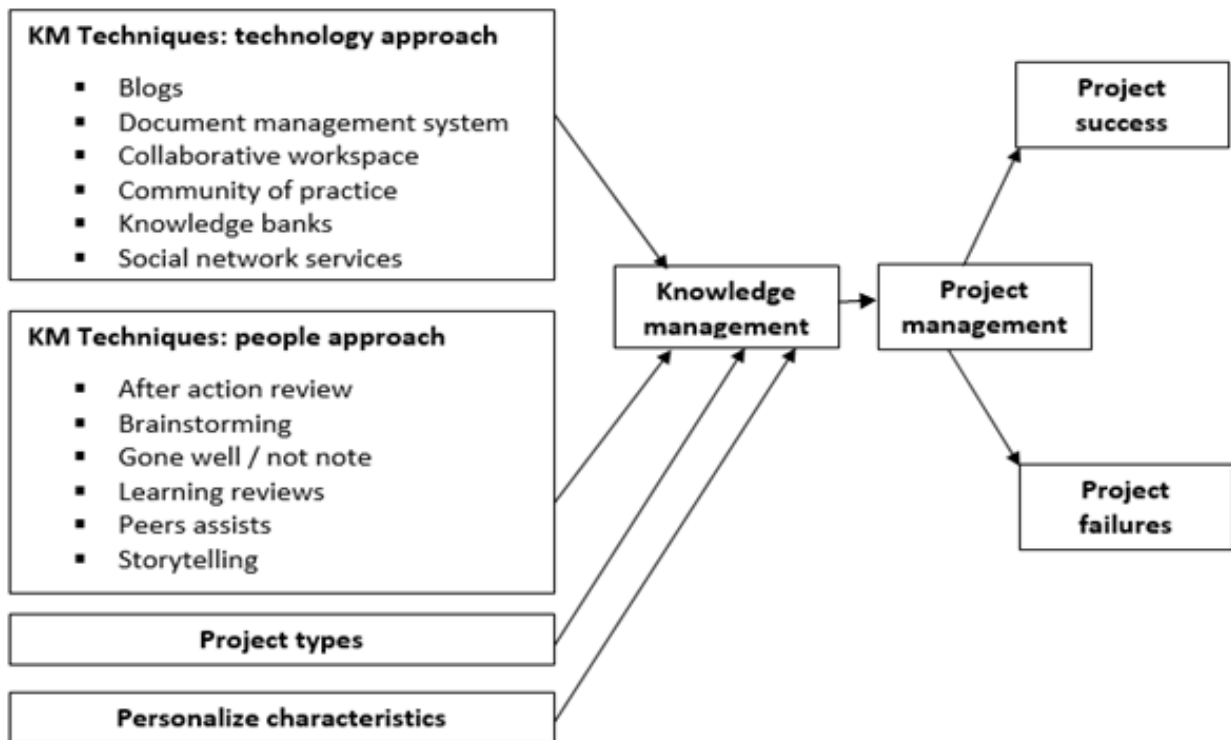 KM Techniques: technology approach
▪ Blogs
▪ Document management system
▪ Collaborative workspace
▪ Community of practice
▪ Knowledge banks
▪ Social network services
KM Techniques: people approach
▪ After action review
▪ Brainstorming
▪ Gone well / not note
▪ Learning reviews
▪ Peers assists
▪ Storytelling
Project types
Personalize characteristics
Knowledge
management
Project
management
Project
success
Project
failures